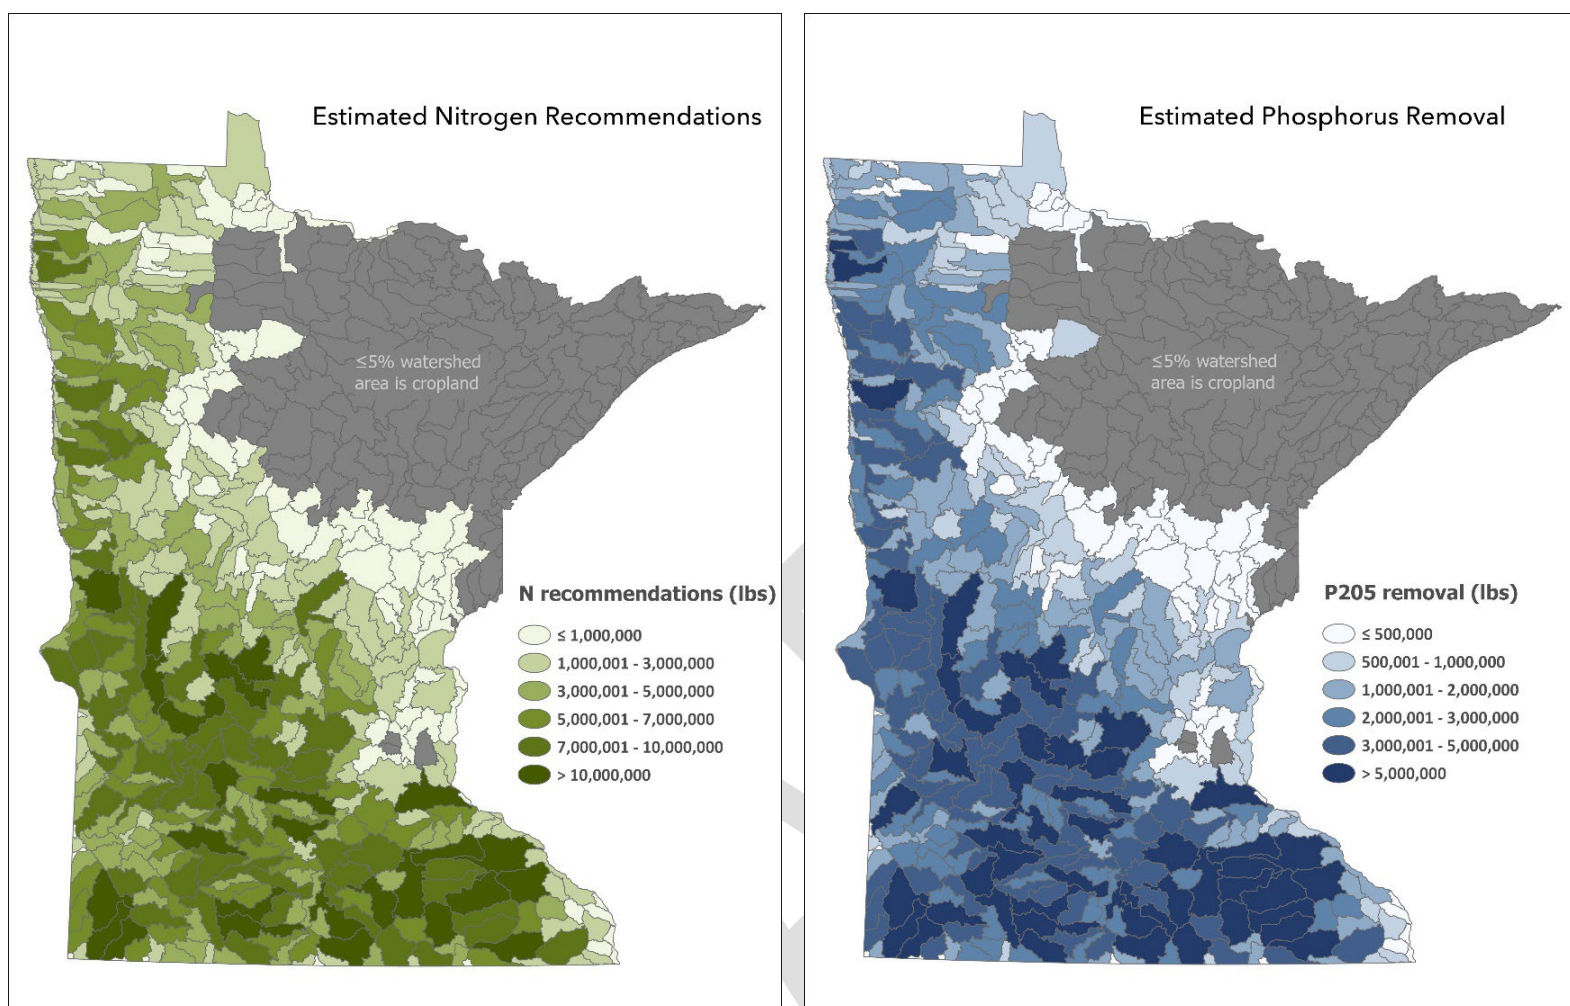 Estimated Nitrogen Recommendations
≤5% watershed
area is cropland
N recommendations (lbs)
≤ 1,000,000
1,000,001 - 3,000,000
3,000,001 - 5,000,000
5,000,001 - 7,000,000
7,000,001 - 10,000,000
> 10,000,000
Estimated Phosphorus Removal
≤5% watershed
area is cropland
P205 removal (lbs)
≤ 500,000
500,001 - 1,000,000
1,000,001 - 2,000,000
2,000,001 - 3,000,000
3,000,001 - 5,000,000
> 5,000,000